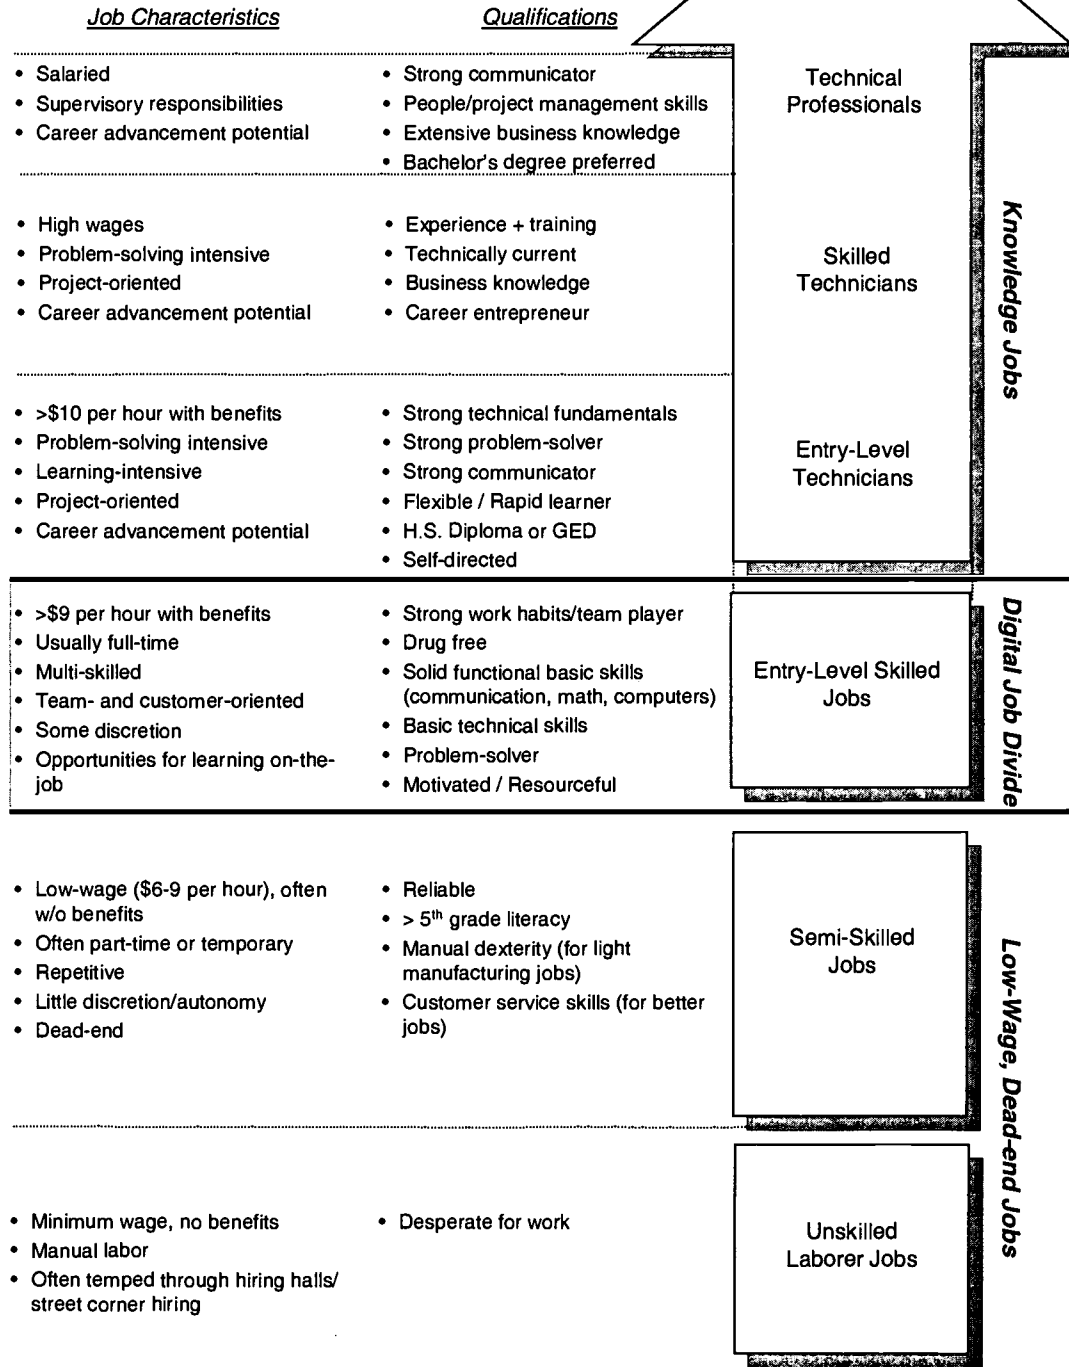 Job Characteristics
Qualifications
• Salaried
• Supervisory responsibilities
• Career advancement potential
• Strong communicator
• People/project management skills
• Extensive business knowledge
• Bachelor's degree preferred
Technical
Professionals
• High wages
• Problem-solving intensive
• Project-oriented
• Career advancement potential
• Experience + training
• Technically current
• Business knowledge
• Career entrepreneur
Skilled
Technicians
• >$10 per hour with benefits
• Problem-solving intensive
• Learning-intensive
• Project-oriented
• Career advancement potential
• Strong technical fundamentals
• Strong problem-solver
• Strong communicator
• Flexible / Rapid learner
• H.S. Diploma or GED
• Self-directed
Entry-Level
Technicians
Knowledge Jobs
• >$9 per hour with benefits
• Usually full-time
• Multi-skilled
• Team- and customer-oriented
• Some discretion
• Opportunities for learning on-the-
job
• Strong work habits/team player
• Drug free
• Solid functional basic skills
(communication, math, computers)
• Basic technical skills
• Problem-solver
• Motivated / Resourceful
Entry-Level Skilled
Jobs
Digital Job Divide
• Low-wage ($6-9 per hour), often
w/o benefits
• Often part-time or temporary
• Repetitive
• Little discretion/autonomy
• Dead-end
• Reliable
• > 5th grade literacy
• Manual dexterity (for light
manufacturing jobs)
• Customer service skills (for better
jobs)
Semi-Skilled
Jobs
• Minimum wage, no benefits
• Manual labor
• Often temped through hiring halls/
street corner hiring
• Desperate for work
Unskilled
Laborer Jobs
Low-Wage, Dead-end Jobs